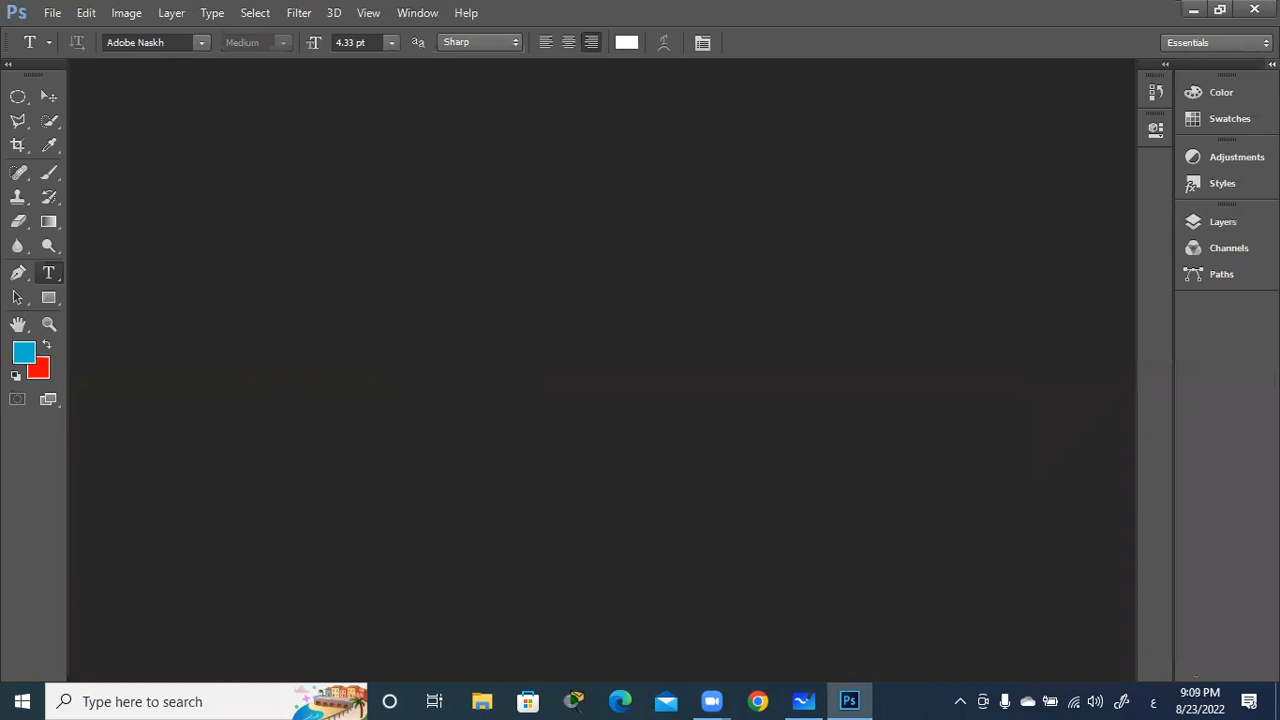 Ps File Edit Image Layer Type Select Filter 3D View Window Help
T Adobe Naskh Medium 4.33 pt Sharp Essentials
Color
Swatches
Adjustments
Styles
Layers
Channels
Paths
T
Type here to search
Ps
ع
9:09 PM
8/23/2022